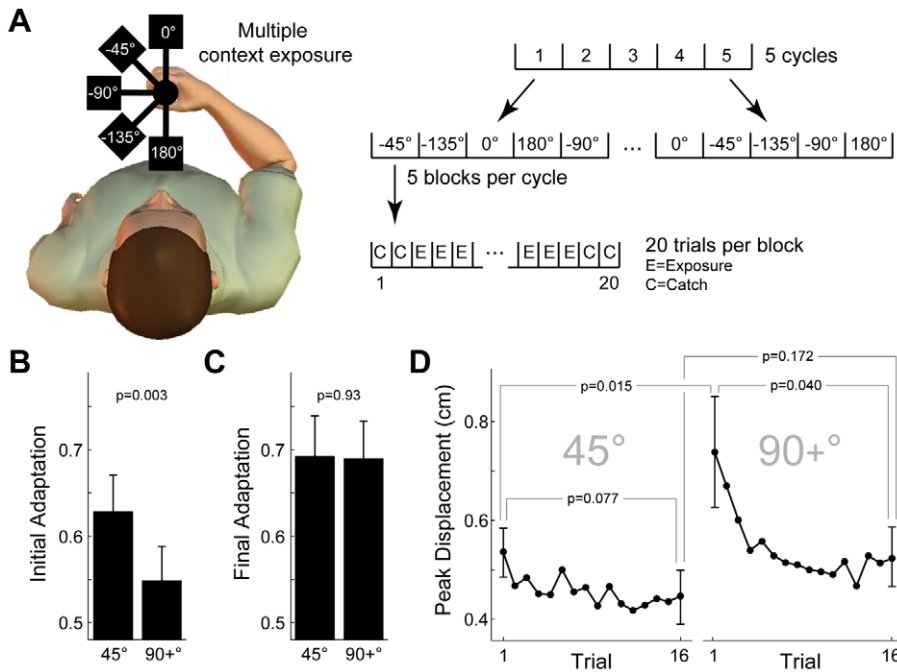 A
Multiple
context exposure
0°
-45°
-90°
-135°
180°
1 2 3 4 5 5 cycles
-45° -135° 0° 180° -90° ... 0° -45° -135° -90° 180°
5 blocks per cycle
C C E E E ... E E E C C
1 20
20 trials per block
E=Exposure
C=Catch
B
p=0.003
Initial Adaptation
0.7
0.6
0.5
45° 90+°
C
p=0.93
Final Adaptation
0.7
0.6
0.5
45° 90+°
D
p=0.172
p=0.015
p=0.040
Peak Displacement (cm)
0.8
0.6
0.4
45°
90+°
p=0.077
1 Trial 16
1 Trial 16